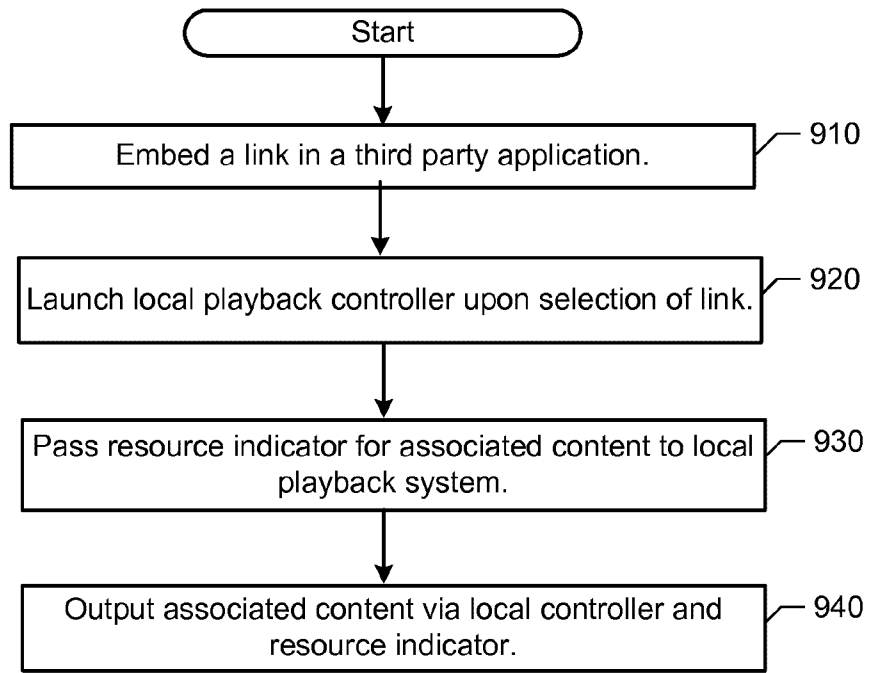 Start
Embed a link in a third party application.
910
Launch local playback controller upon selection of link.
920
Pass resource indicator for associated content to local
playback system.
930
Output associated content via local controller and
resource indicator.
940